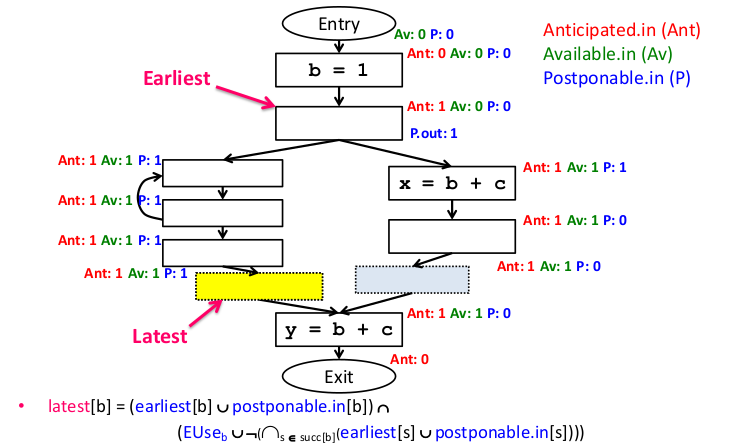 Entry
Av: 0 P: 0
Anticipated.in (Ant)
Available.in (Av)
Postponable.in (P)
Ant: 0 Av: 0 P: 0
b = 1
Earliest
Ant: 1 Av: 0 P: 0
P.out: 1
Ant: 1 Av: 1 P: 1
Ant: 1 Av: 1 P: 1
x = b + c
Ant: 1 Av: 1 P: 1
Ant: 1 Av: 1 P: 0
Ant: 1 Av: 1 P: 1
Ant: 1 Av: 1 P: 1
Ant: 1 Av: 1 P: 0
Ant: 1 Av: 1 P: 0
Latest
y = b + c
Ant: 0
Exit
• latest[b] = (earliest[b] ∪ postponable.in[b]) ∩
(EUseb ∪ ¬(∩s ∈ succ[b](earliest[s] ∪ postponable.in[s])))